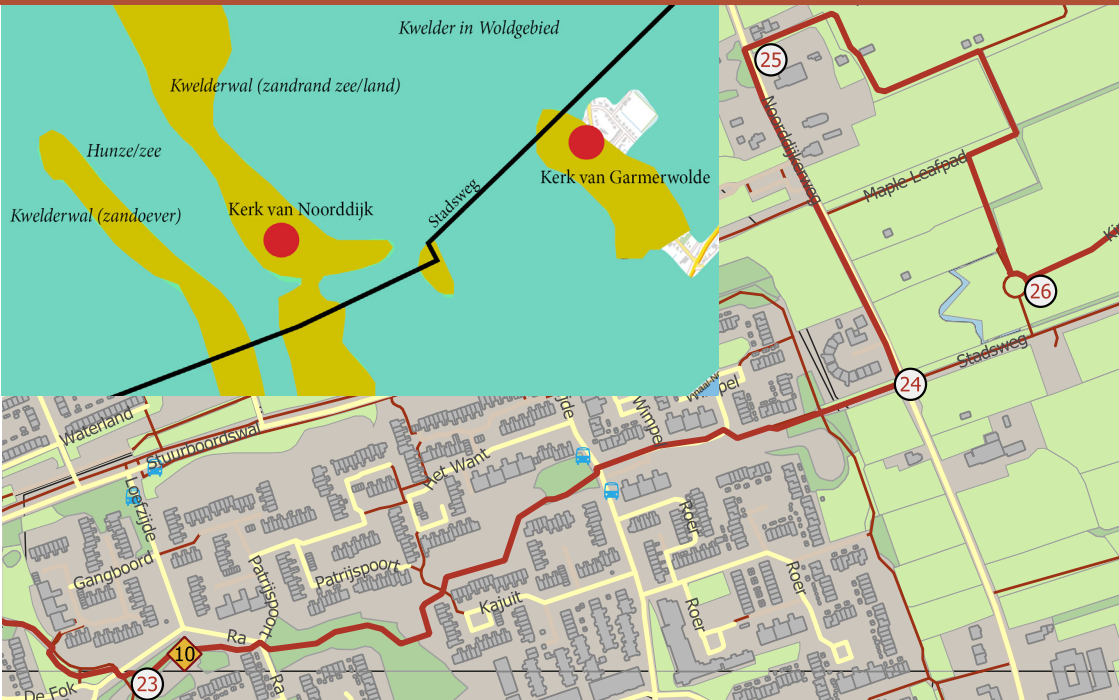 Kwelder in Woldgebied
Kwelderwal (zandrand zee/land)
Hunze/zee
Kwelderwal (zandoever)
Kerk van Noorddijk
Stadsweg
Kerk van Garmerwolde
25
Noorddijkerweg
Maple Leafpad
26
Stadsweg
24
Waterland
Stuurboordswal
Loefzijde
Het Want
Wimpel
Gangboord
Patrijspoort
Patrijspoort
Kajuit
Roer
Roer
Roer
Ra
Ra
10
23
De Fok